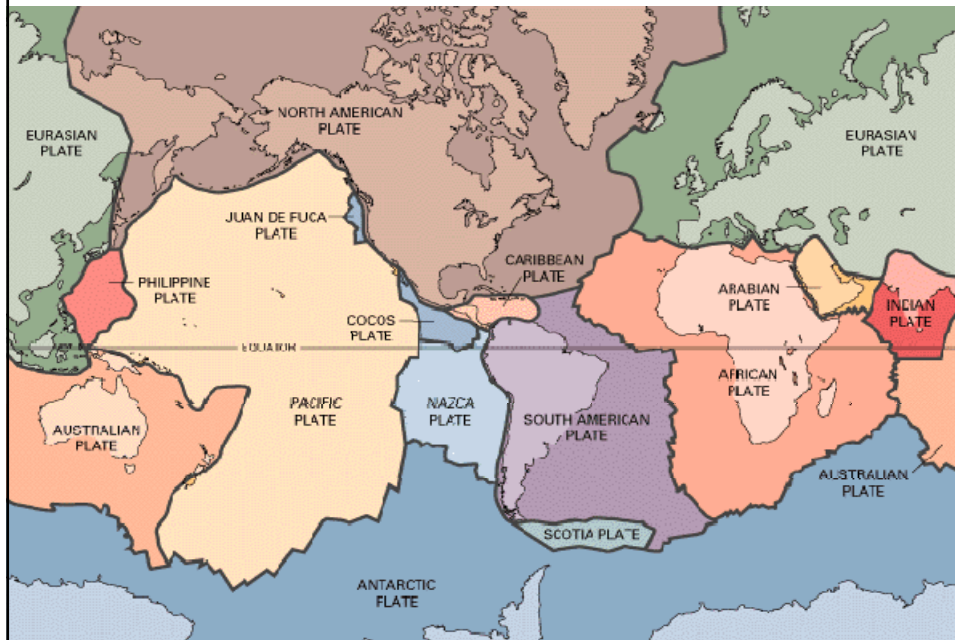 NORTH AMERICAN
PLATE
EURASIAN
PLATE
EURASIAN
PLATE
JUAN DE FUCA
PLATE
CARIBBEAN
PLATE
PHILIPPINE
PLATE
ARABIAN
PLATE
INDIAN
PLATE
COCOS
PLATE
EQUATOR
AFRICAN
PLATE
PACIFIC
PLATE
NAZCA
PLATE
SOUTH AMERICAN
PLATE
AUSTRALIAN
PLATE
AUSTRALIAN
PLATE
SCOTIA PLATE
ANTARCTIC
PLATE